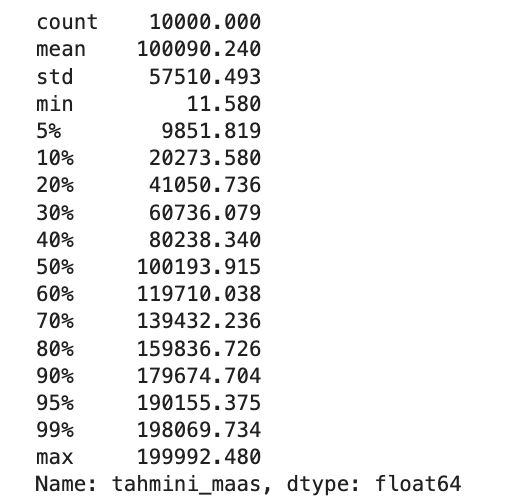 count 10000.000
mean 100090.240
std 57510.493
min 11.580
5% 9851.819
10% 20273.580
20% 41050.736
30% 60736.079
40% 80238.340
50% 100193.915
60% 119710.038
70% 139432.236
80% 159836.726
90% 179674.704
95% 190155.375
99% 198069.734
max 199992.480
Name: tahmini_maas, dtype: float64